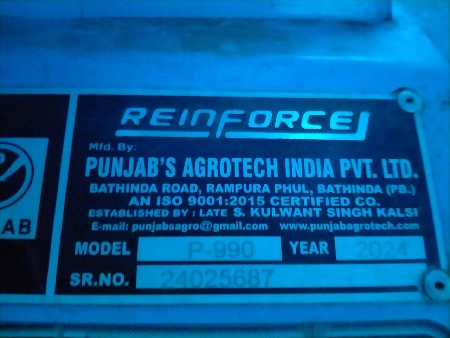 REINFORCE
Mfd. By:
PUNJAB'S AGROTECH INDIA PVT. LTD.
BATHINDA ROAD, RAMPURA PHUL, BATHINDA (PB.)
AN ISO 9001:2015 CERTIFIED CO.
ESTABLISHED BY : LATE S. KULWANT SINGH KALSI
E-mail: punjabsagro@gmail.com www.punjabagrotech.com
AB
MODEL P-990 YEAR 2024
SR.NO. 24025687